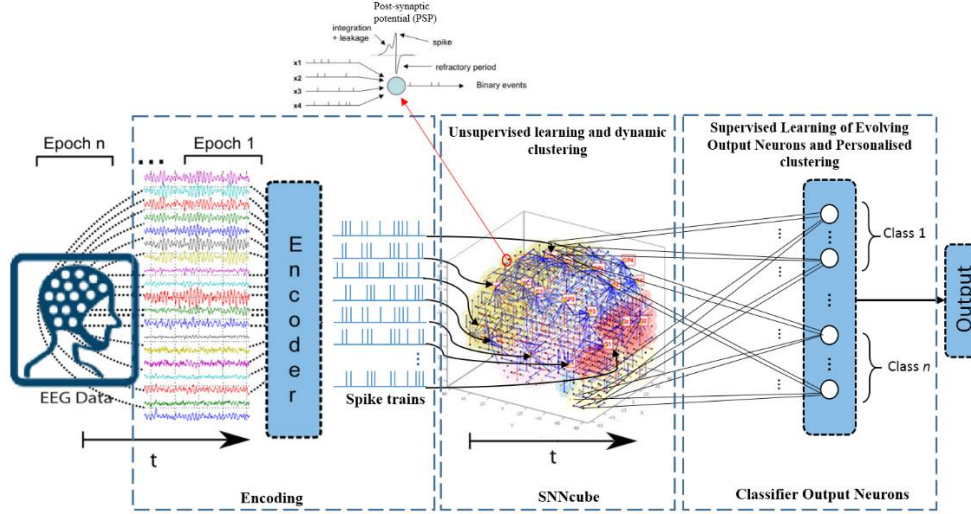 Post-synaptic
potential (PSP)
integration
+ leakage
spike
refractory period
x1
x2
x3
x4
Binary events
Epoch n
...
Epoch 1
Unsupervised learning and dynamic
clustering
Supervised Learning of Evolving
Output Neurons and Personalised
clustering
Encoder
EEG Data
t
Spike trains
t
Class 1
Class n
Output
Encoding
SNNcube
Classifier Output Neurons